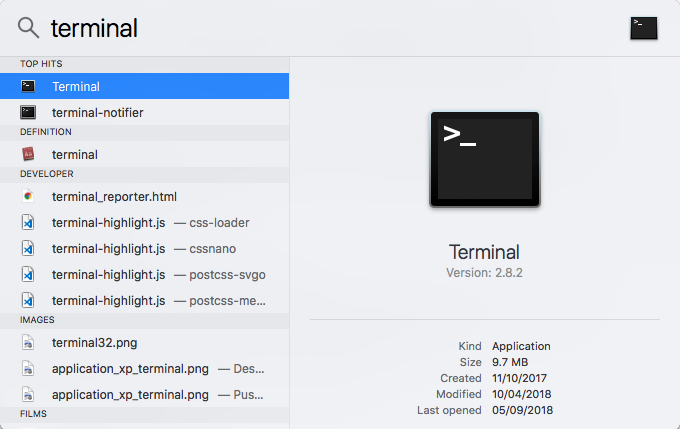 terminal
TOP HITS
Terminal
terminal-notifier
DEFINITION
terminal
DEVELOPER
terminal_reporter.html
terminal-highlight.js — css-loader
terminal-highlight.js — cssnano
terminal-highlight.js — postcss-svgo
terminal-highlight.js — postcss-me...
IMAGES
terminal32.png
application_xp_terminal.png — Des...
application_xp_terminal.png — Pus...
FILMS
>_
Terminal
Version: 2.8.2
Kind Application
Size 9.7 MB
Created 11/10/2017
Modified 10/04/2018
Last opened 05/09/2018